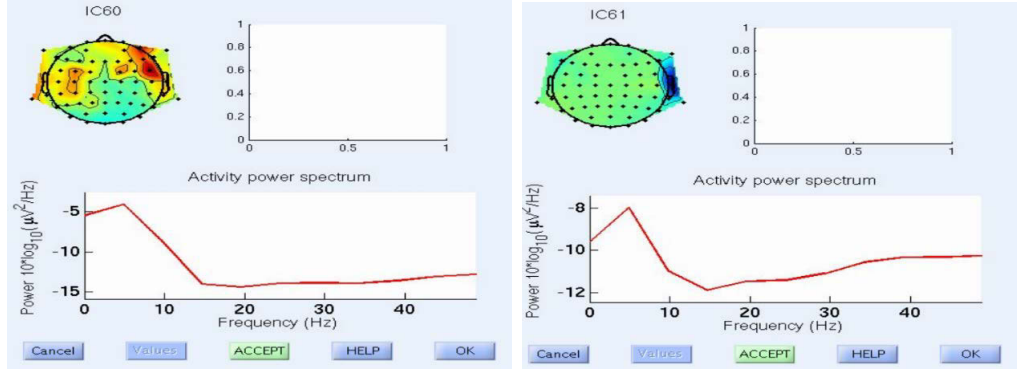 IC60
1
0.8
0.6
0.4
0.2
0
0 0.5 1
Activity power spectrum
Power 10*log10(μV2/Hz)
-5
-10
-15
0 10 20 30 40
Frequency (Hz)
Cancel Values ACCEPT HELP OK
IC61
1
0.8
0.6
0.4
0.2
0
0 0.5 1
Activity power spectrum
Power 10*log10(μV2/Hz)
-8
-10
-12
0 10 20 30 40
Frequency (Hz)
Cancel Values ACCEPT HELP OK